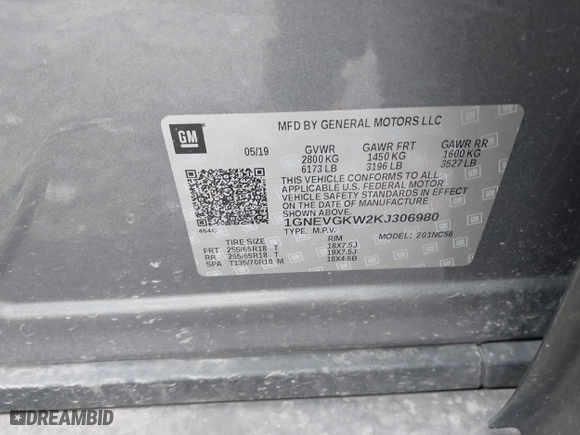 GM
MFD BY GENERAL MOTORS LLC
05/19 GVWR GAWR FRT GAWR RR
2800 KG 1450 KG 1600 KG
6173 LB 3196 LB 3527 LB
THIS VEHICLE CONFORMS TO ALL
APPLICABLE U.S. FEDERAL MOTOR
VEHICLE SAFETY STANDARDS IN EFFECT
ON THE DATE OF MANUFACTURE SHOWN ABOVE.
1GNEVGKW2KJ306980
464C TYPE: M.P.V. MODEL: 201NC56
TIRE SIZE RIM
FRT 255/65R18 T 18X7.5J
RR 255/65R18 T 18X7.5J
SPA T135/70R18 M 18X4.5B
DREAMBID